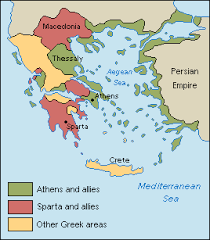 Macedonia
Thessaly
Aegean
Sea
Persian
Empire
Athens
Sparta
Crete
Mediterranean
Sea
Athens and allies
Sparta and allies
Other Greek areas